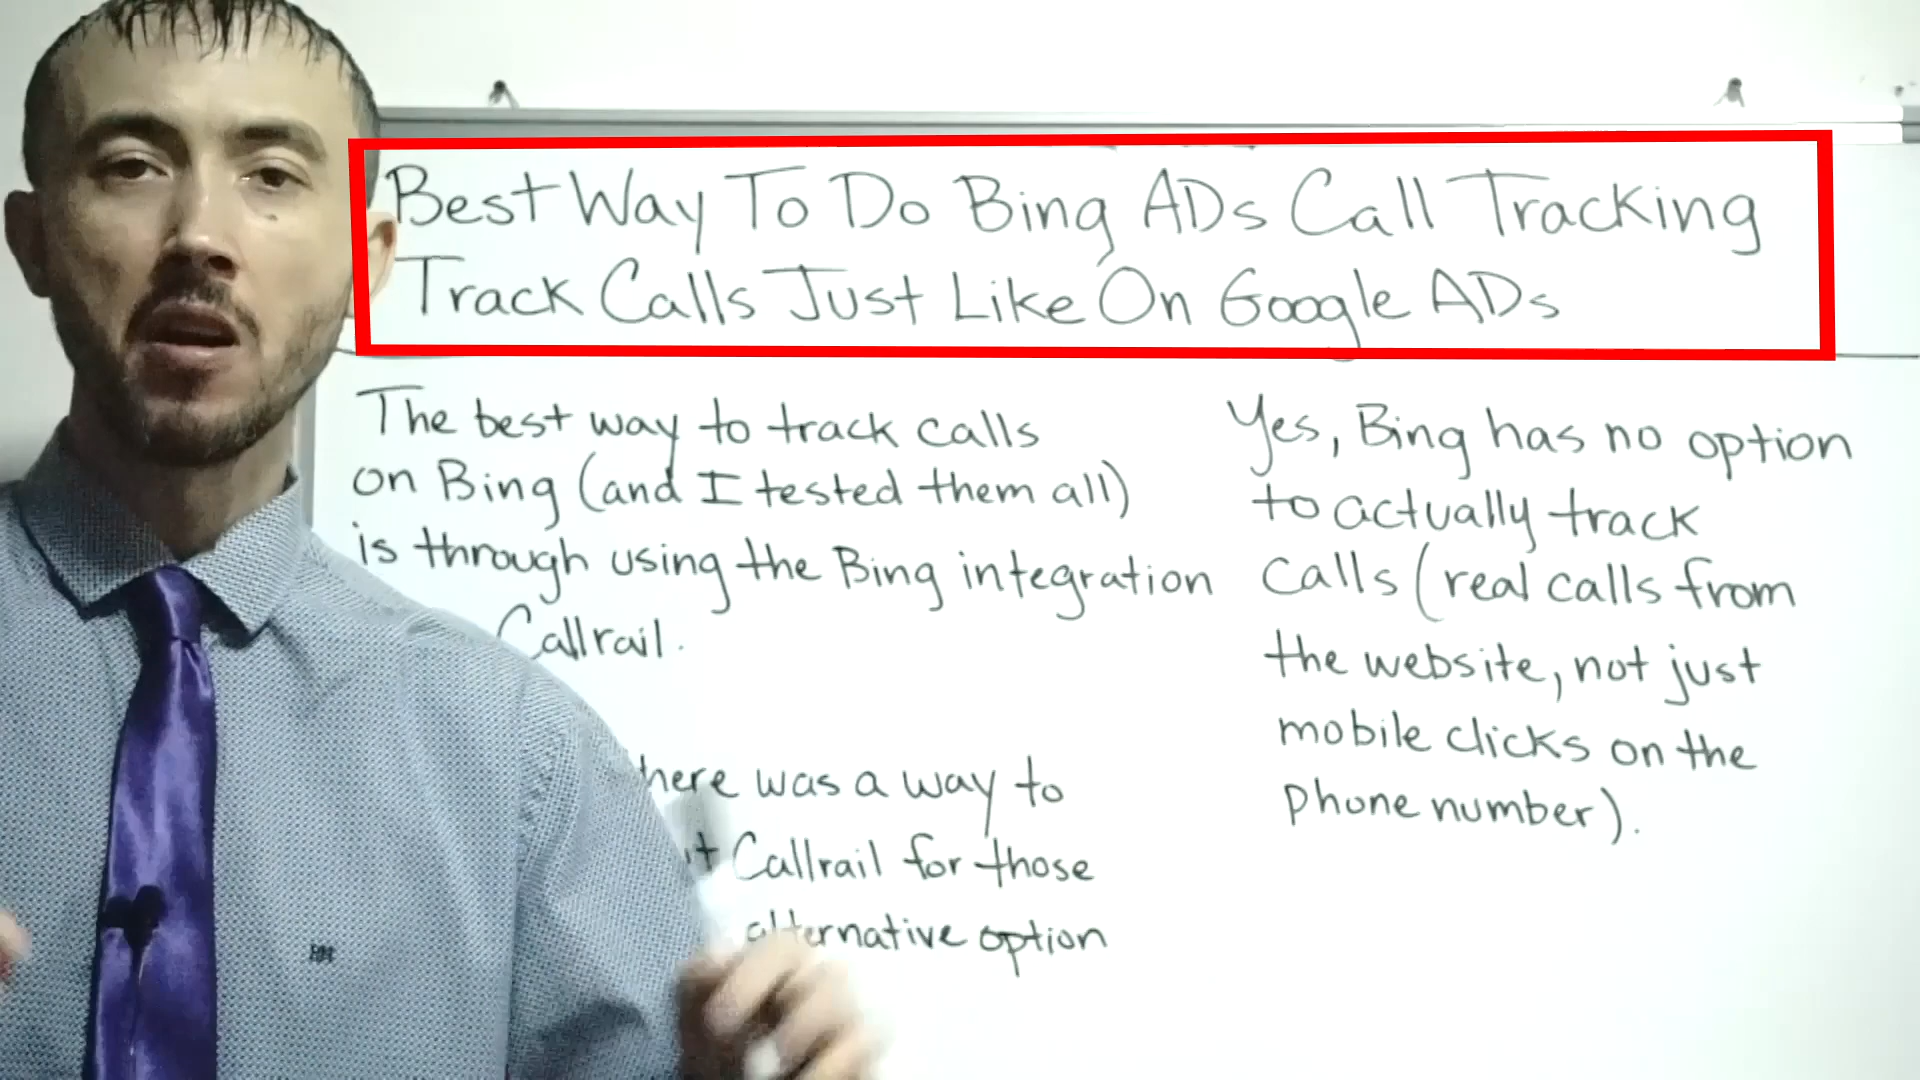 Best Way To Do Bing ADs Call Tracking
Track Calls Just Like On Google ADs
The best way to track calls
on Bing (and I tested them all)
is through using the Bing integration
Callrail.
here was a way to
Callrail for those
alternative option
Yes, Bing has no option
to actually track
calls (real calls from
the website, not just
mobile clicks on the
phone number).